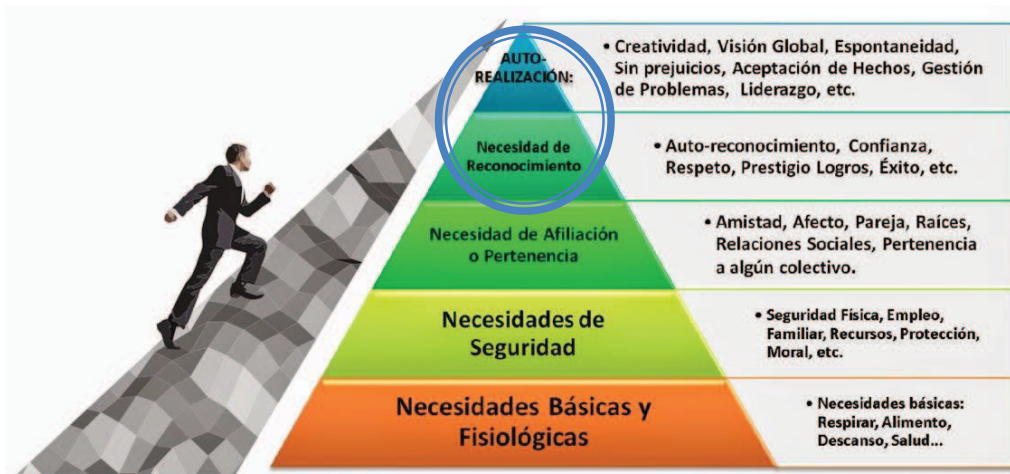 AUTO-
REALIZACIÓN:
• Creatividad, Visión Global, Espontaneidad,
Sin prejuicios, Aceptación de Hechos, Gestión
de Problemas, Liderazgo, etc.
Necesidad de
Reconocimiento
• Auto-reconocimiento, Confianza,
Respeto, Prestigio Logros, Éxito, etc.
Necesidad de Afiliación
o Pertenencia
• Amistad, Afecto, Pareja, Raíces,
Relaciones Sociales, Pertenencia
a algún colectivo.
Necesidades de
Seguridad
• Seguridad Física, Empleo,
Familiar, Recursos, Protección,
Moral, etc.
Necesidades Básicas y
Fisiológicas
• Necesidades básicas:
Respirar, Alimento,
Descanso, Salud...